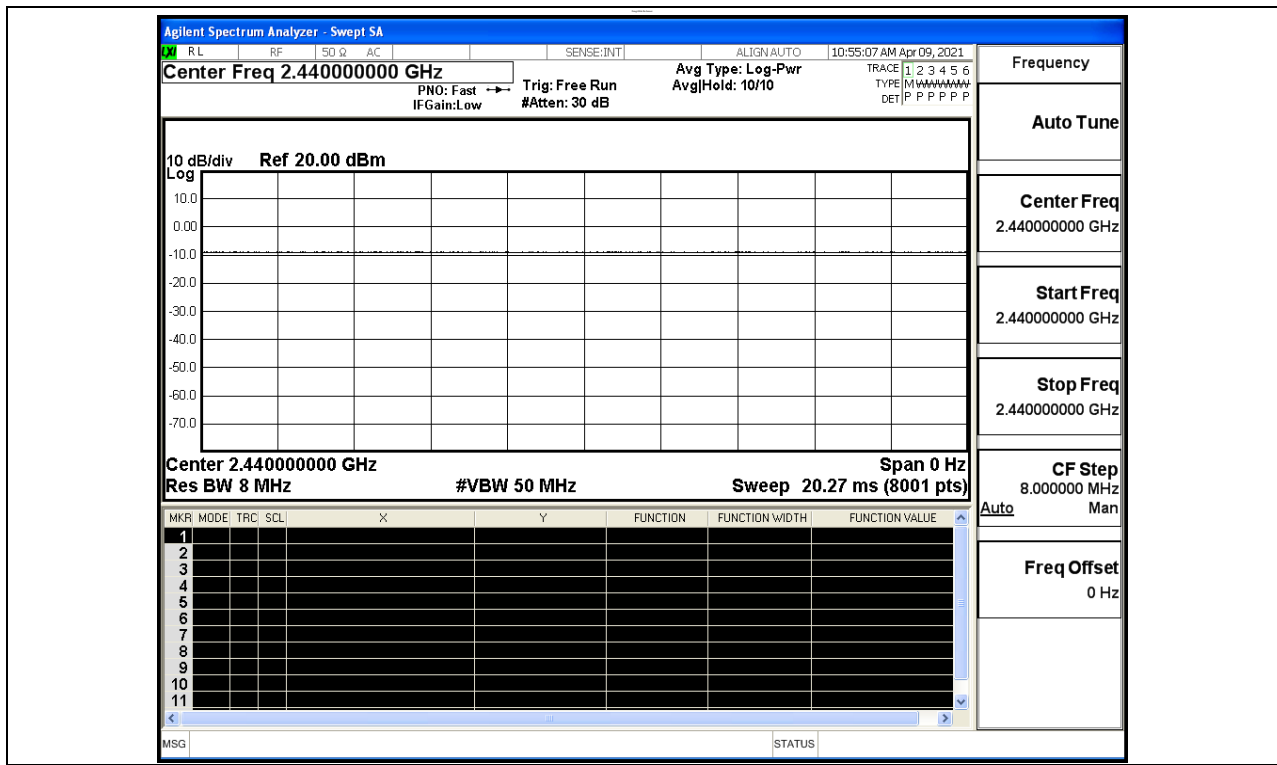 Agilent Spectrum Analyzer - Swept SA
LXI RL RF 50 Ω AC SENSE:INT ALIGN AUTO 10:55:07 AM Apr 09, 2021
Center Freq 2.440000000 GHz
PNO: Fast
IFGain:Low
Trig: Free Run
#Atten: 30 dB
Avg Type: Log-Pwr
Avg|Hold: 10/10
TRACE 1 2 3 4 5 6
TYPE M
DET P P P P P P
10 dB/div Ref 20.00 dBm
Log
10.0
0.00
-10.0
-20.0
-30.0
-40.0
-50.0
-60.0
-70.0
Center 2.440000000 GHz Span 0 Hz
Res BW 8 MHz #VBW 50 MHz Sweep 20.27 ms (8001 pts)
MKR MODE TRC SCL X Y FUNCTION FUNCTION WIDTH FUNCTION VALUE
1
2
3
4
5
6
7
8
9
10
11
MSG STATUS
Frequency
Auto Tune
Center Freq
2.440000000 GHz
Start Freq
2.440000000 GHz
Stop Freq
2.440000000 GHz
CF Step
8.000000 MHz
Auto Man
Freq Offset
0 Hz